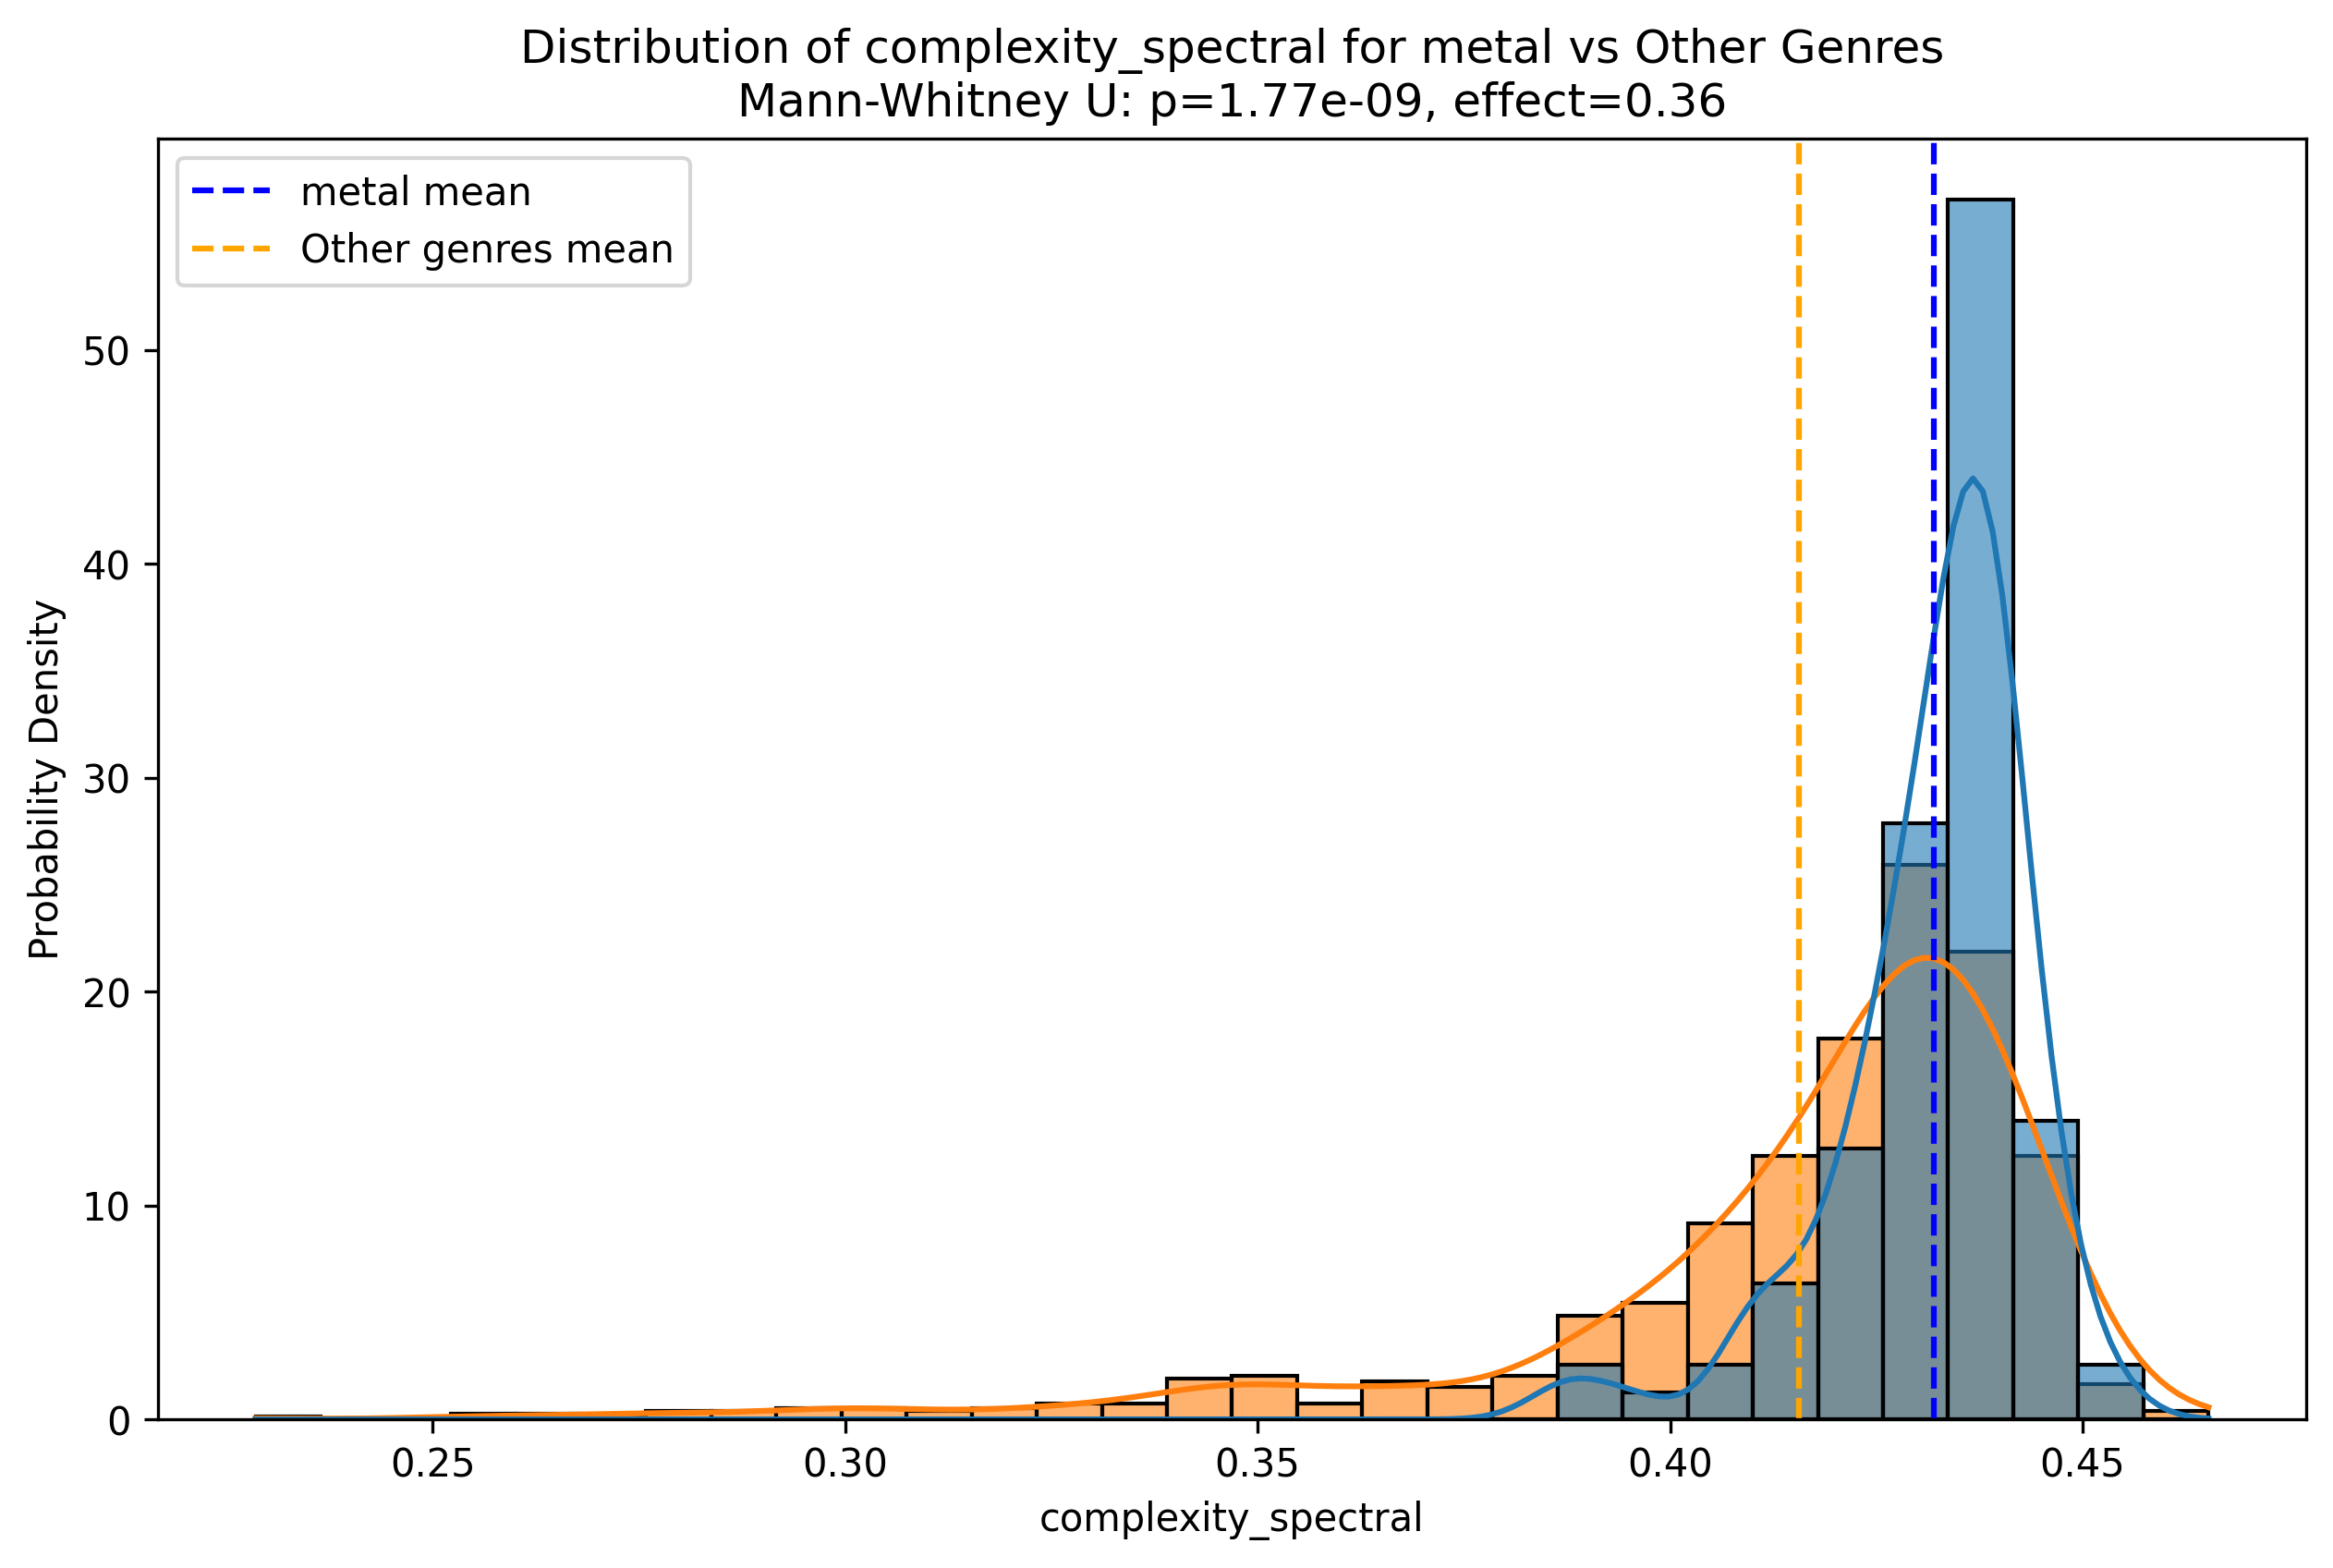 Distribution of complexity_spectral for metal vs Other Genres
Mann-Whitney U: p=1.77e-09, effect=0.36
metal mean
Other genres mean
Probability Density
50
40
30
20
10
0
0.25
0.30
0.35
0.40
0.45
complexity_spectral